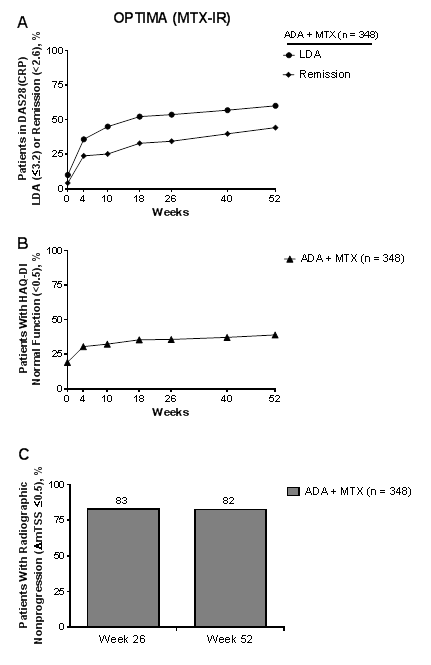 OPTIMA (MTX-IR)
A
ADA + MTX (n = 348)
LDA
Remission
Patients in DAS28(CRP)
LDA (≤3.2) or Remission (<2.6), %
100
75
50
25
0
0 4 10 18 26 40 52
Weeks
B
ADA + MTX (n = 348)
Patients With HAQ-DI
Normal Function (<0.5), %
100
75
50
25
0
0 4 10 18 26 40 52
Weeks
C
ADA + MTX (n = 348)
Patients With Radiographic
Nonprogression (ΔmTSS ≤0.5), %
100
75
50
25
0
83
82
Week 26
Week 52